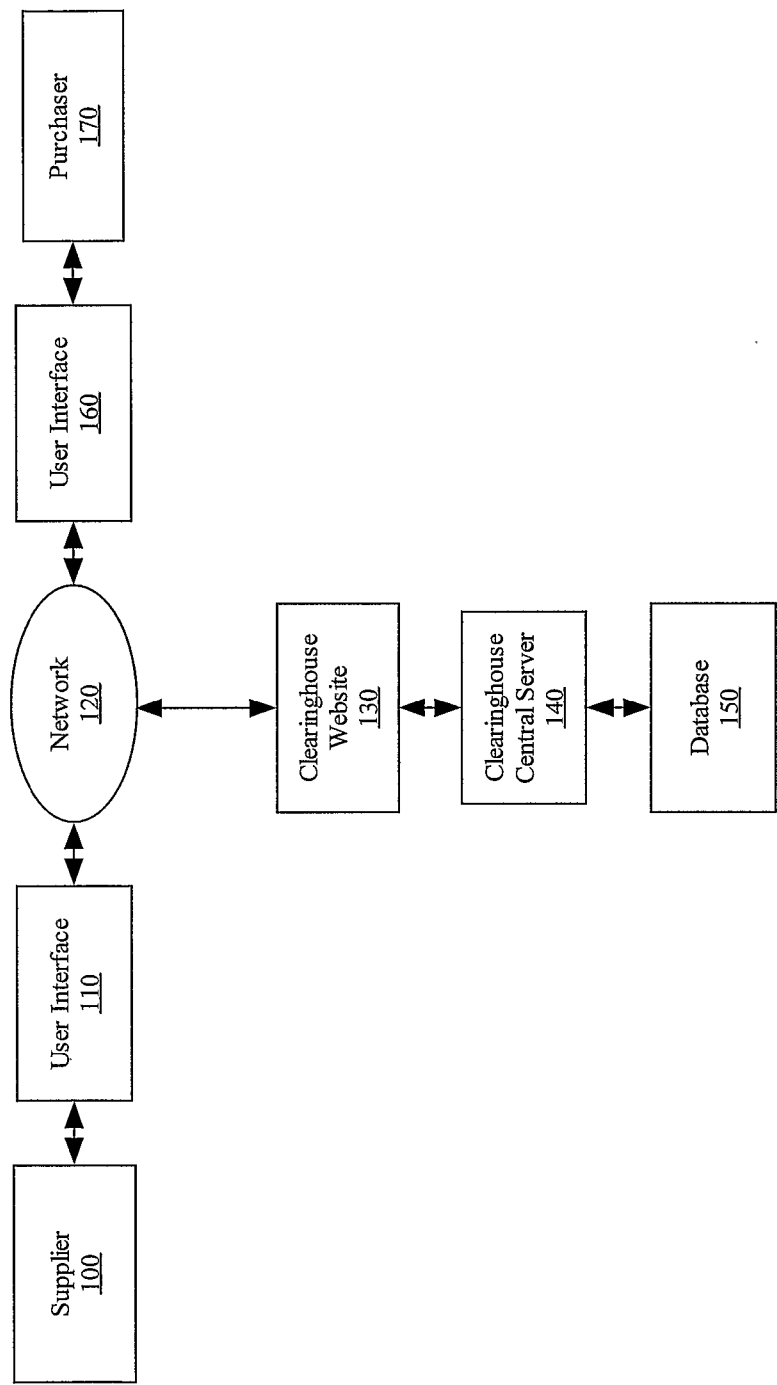 Supplier
100
User Interface
110
Network
120
User Interface
160
Purchaser
170
Clearinghouse
Website
130
Clearinghouse
Central Server
140
Database
150